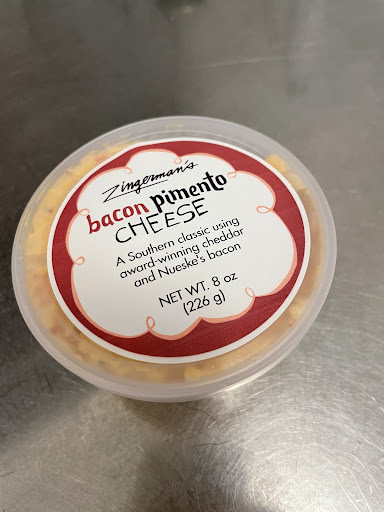 Zingerman's
bacon pimento
CHEESE
A Southern classic using
award-winning cheddar
and Nueske's bacon
NET WT. 8 oz
(226 g)